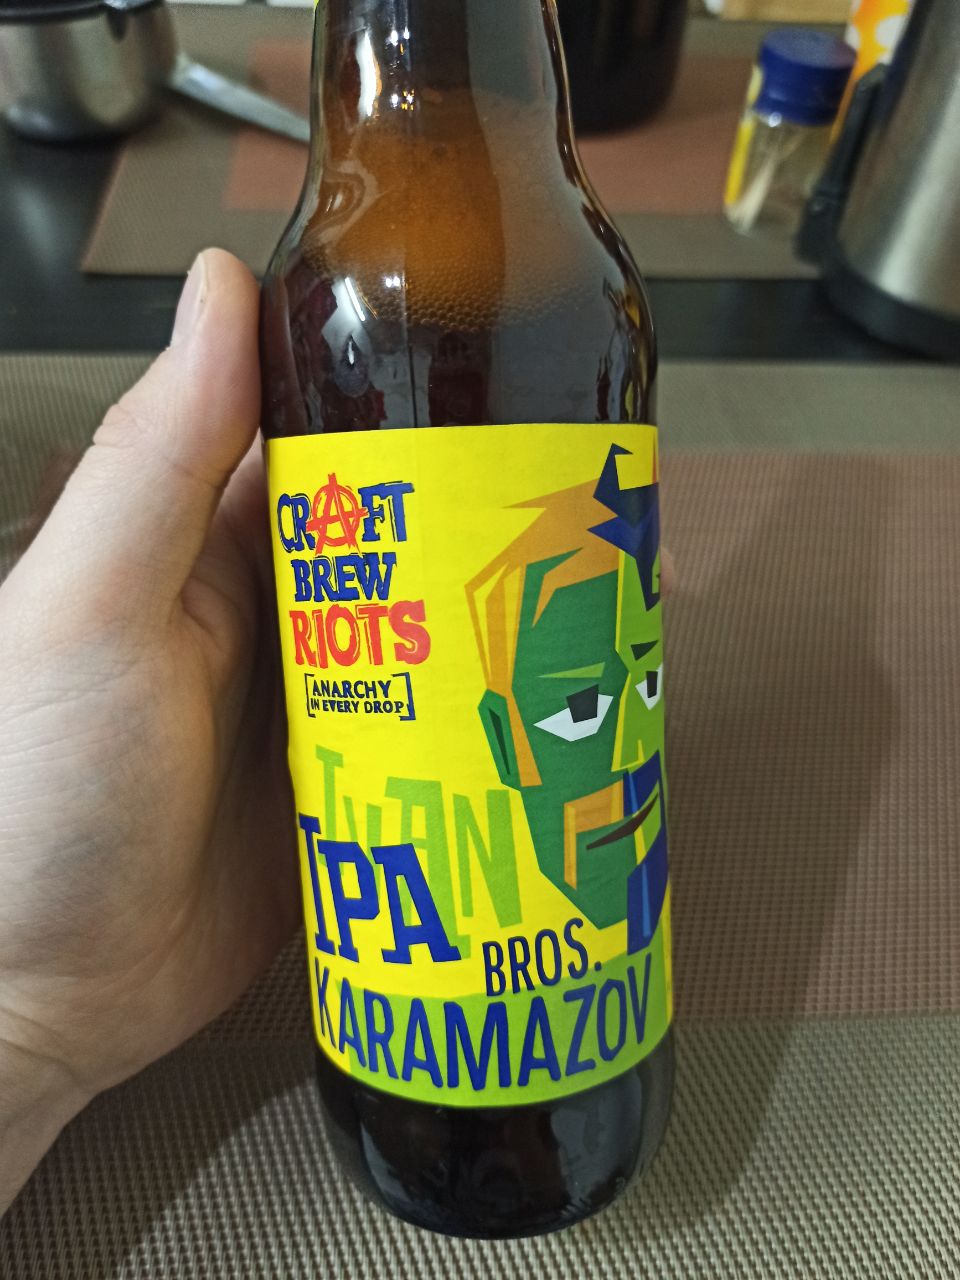 CRAFT
BREW
RIOTS
[ANARCHY
IN EVERY DROP]
IVAN
IPA
BROS.
KARAMAZOV